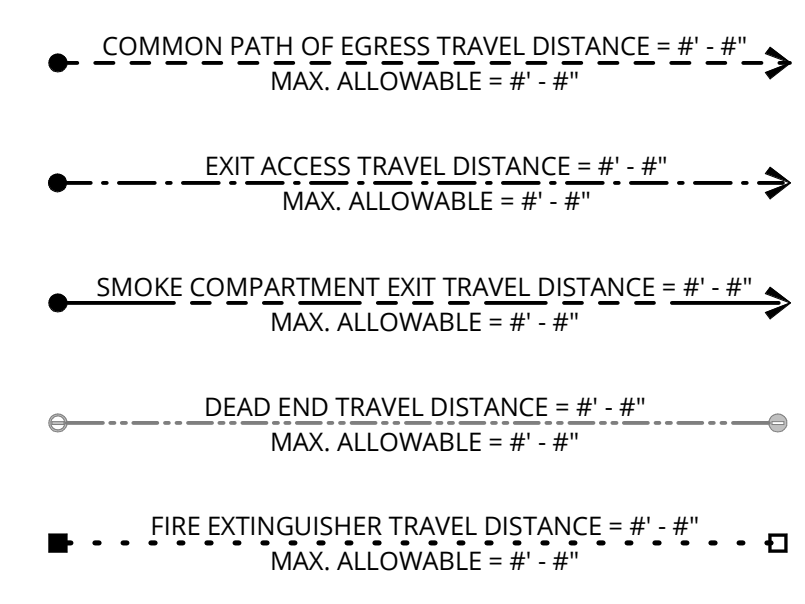 COMMON PATH OF EGRESS TRAVEL DISTANCE = #' - #"
MAX. ALLOWABLE = #' - #"
EXIT ACCESS TRAVEL DISTANCE = #' - #"
MAX. ALLOWABLE = #' - #"
SMOKE COMPARTMENT EXIT TRAVEL DISTANCE = #' - #"
MAX. ALLOWABLE = #' - #"
DEAD END TRAVEL DISTANCE = #' - #"
MAX. ALLOWABLE = #' - #"
FIRE EXTINGUISHER TRAVEL DISTANCE = #' - #"
MAX. ALLOWABLE = #' - #"